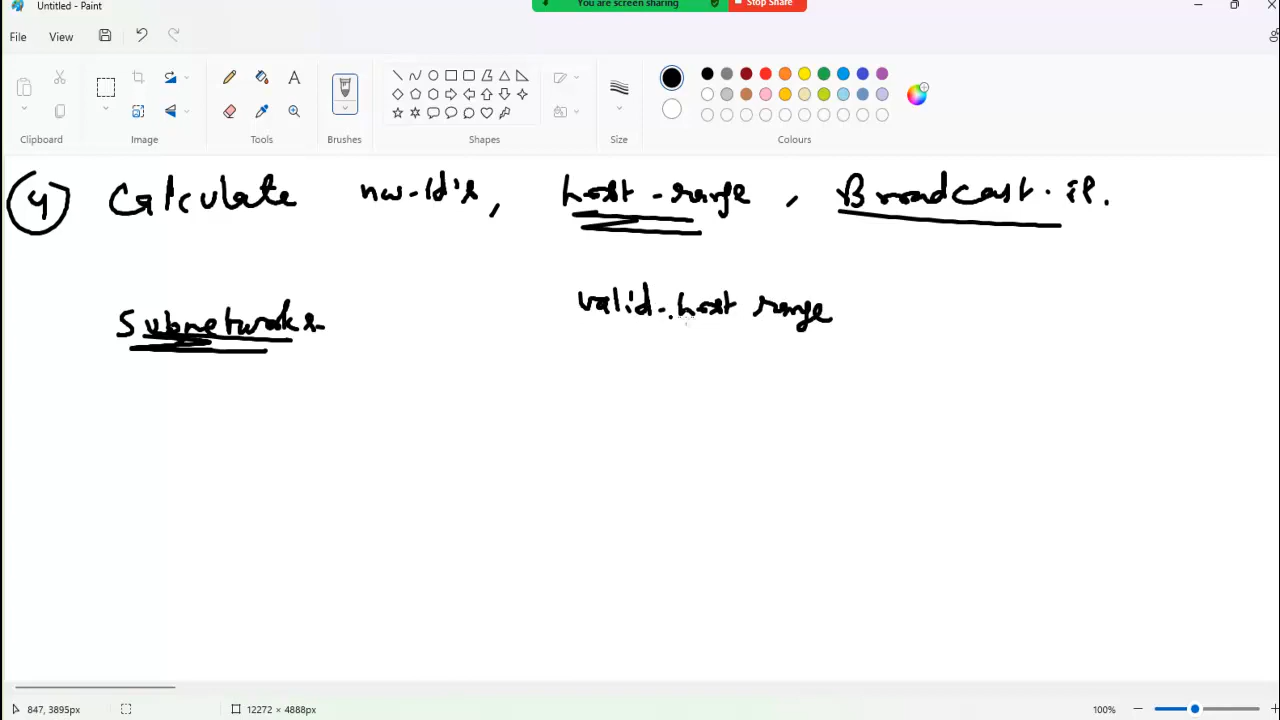 Untitled - Paint
You are screen sharing
Stop Share
File View
Clipboard Image Tools Brushes Shapes Size Colours
4 Calculate nw-id's, host-range, Broadcast.ip.
Subnetworks valid.host range
847, 3895px 12272 × 4888px 100%